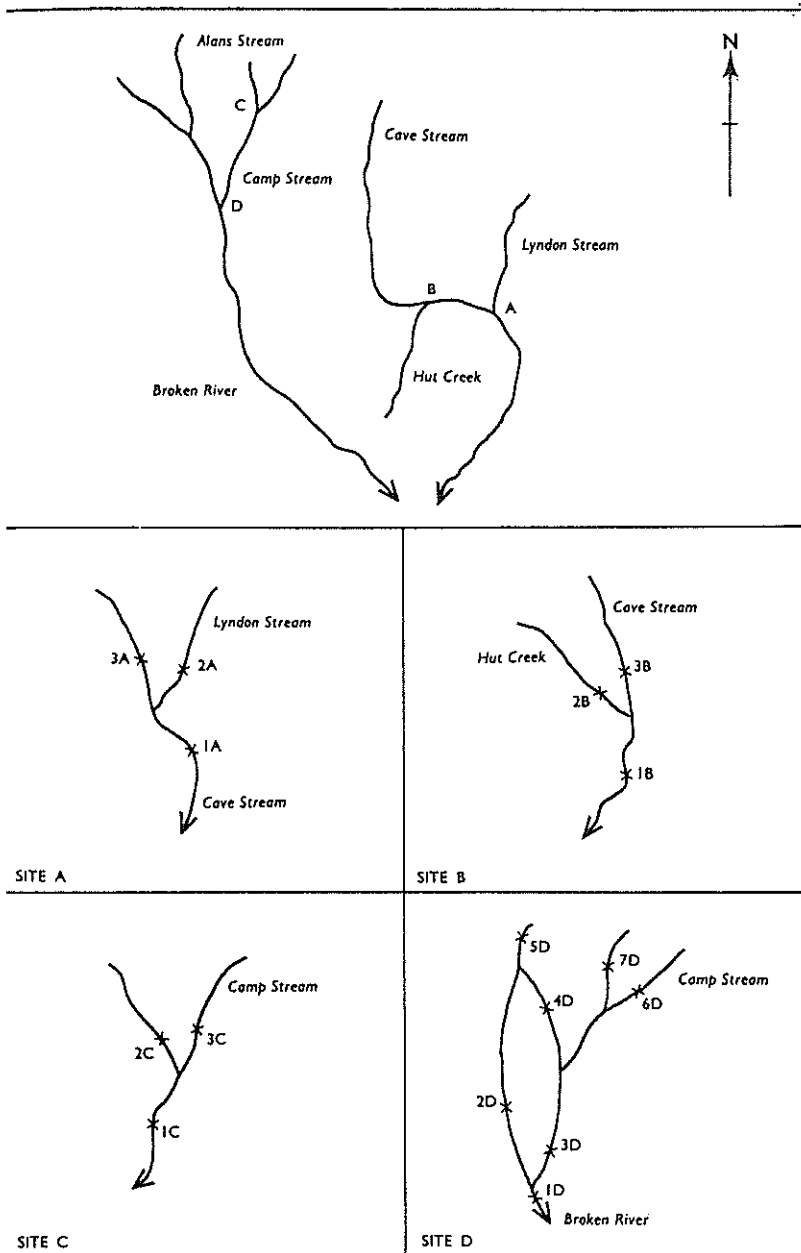 Alans Stream
N
C
Cave Stream
Camp Stream
D
Lyndon Stream
B
A
Hut Creek
Broken River
Lyndon Stream
3A
2A
1A
Cave Stream
SITE A
Cave Stream
Hut Creek
3B
2B
1B
SITE B
Camp Stream
3C
2C
1C
SITE C
5D
7D
Camp Stream
6D
4D
2D
3D
1D
Broken River
SITE D